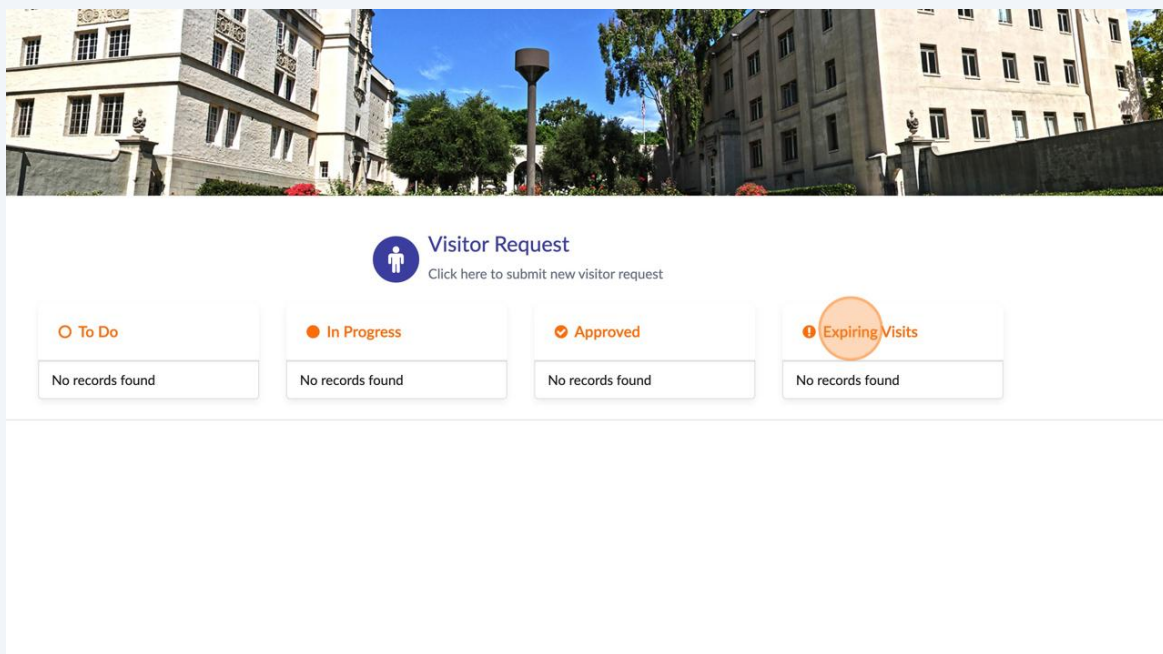 Visitor Request
Click here to submit new visitor request
To Do
In Progress
Approved
Expiring Visits
No records found
No records found
No records found
No records found